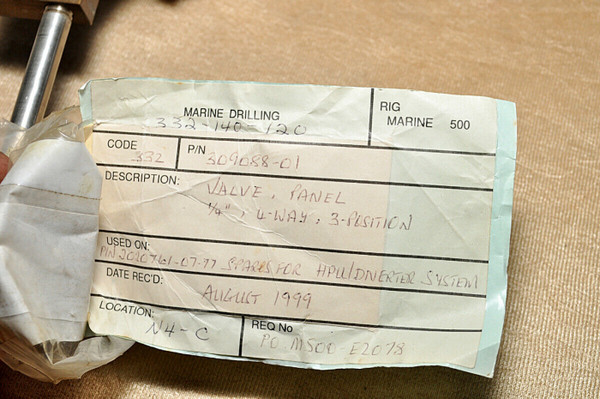 MARINE DRILLING
332-140-120
RIG
MARINE 500
CODE
332
P/N
309088-01
DESCRIPTION:
VALVE, PANEL
1/4", 4-WAY, 3-POSITION
USED ON:
P/N 2020761-07-77 SPARES FOR HPU/DIVERTER SYSTEM
DATE REC'D:
AUGUST 1999
LOCATION:
N4-C
REQ No
PO M500-E2078